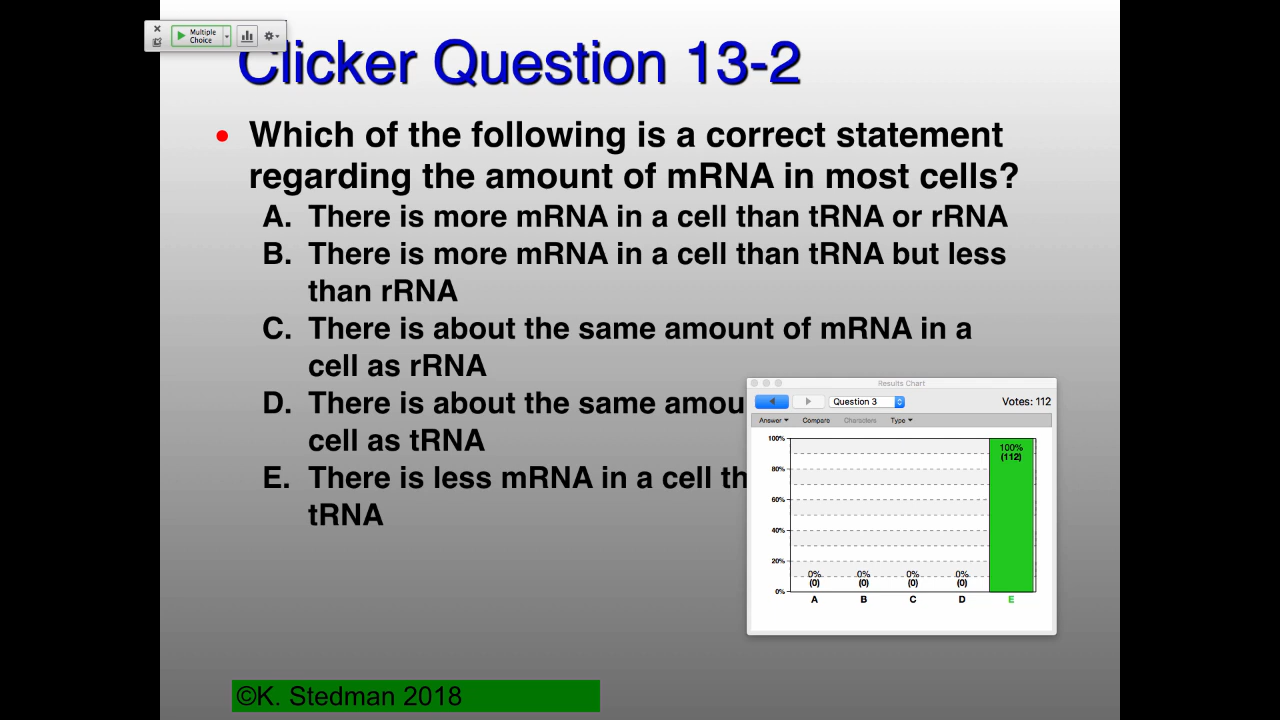 Multiple
Choice
Clicker Question 13-2
• Which of the following is a correct statement
regarding the amount of mRNA in most cells?
A. There is more mRNA in a cell than tRNA or rRNA
B. There is more mRNA in a cell than tRNA but less
than rRNA
C. There is about the same amount of mRNA in a
cell as rRNA
D. There is about the same amou
cell as tRNA
E. There is less mRNA in a cell th
tRNA
Results Chart
Question 3
Votes: 112
Answer Compare Characters Type
100%
80%
60%
40%
20%
0%
100%
(112)
0% 0% 0% 0%
(0) (0) (0) (0)
A B C D E
©K. Stedman 2018